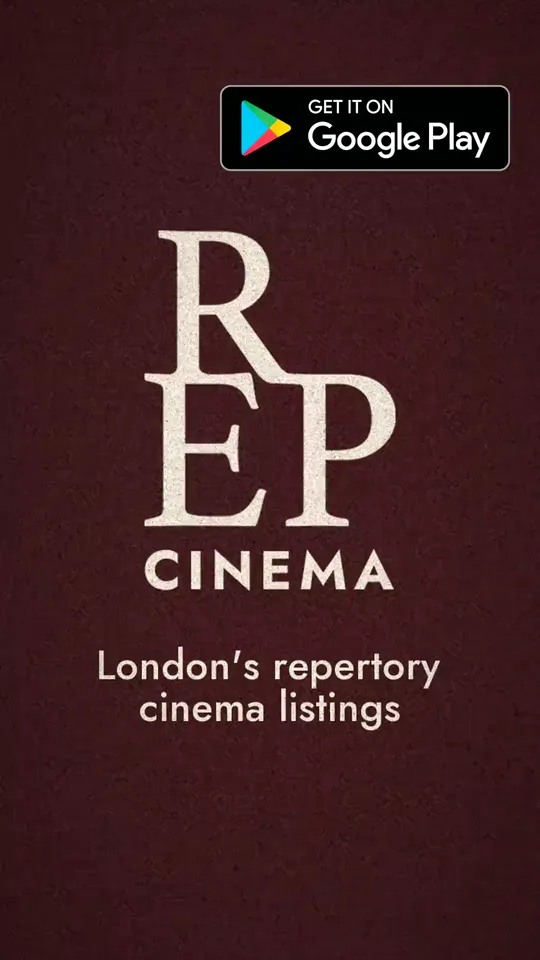 GET IT ON
Google Play
R
EP
CINEMA
London's repertory
cinema listings